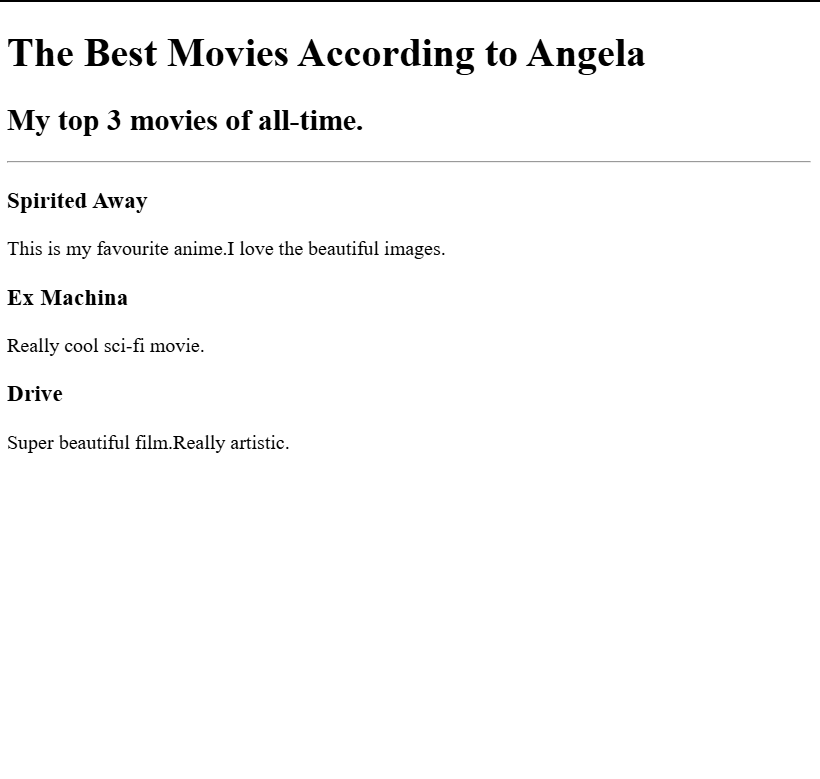 The Best Movies According to Angela
My top 3 movies of all-time.
Spirited Away
This is my favourite anime.I love the beautiful images.
Ex Machina
Really cool sci-fi movie.
Drive
Super beautiful film.Really artistic.